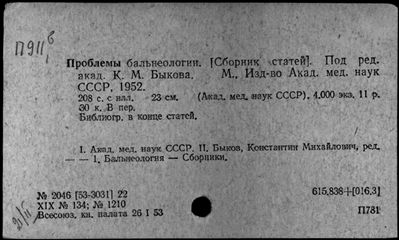 П911
Проблемы бальнеологии. [Сборник статей]. Под ред.
акад. К. М. Быкова. М., Изд-во Акад. мед. наук
СССР, 1952.
208 с. с илл. 23 см. (Акад. мед. наук СССР). 4.000 экз. 11 р.
30 к. В пер.
Библиогр. в конце статей.
I. Акад. мед. наук СССР. II. Быков, Константин Михайлович, ред.
— — 1. Бальнеология — Сборники.
№ 2046 [53-3031] 22 615,838+[016.3]
XIX № 134; № 1210
Всесоюз. кн. палата 26 I 53 П781